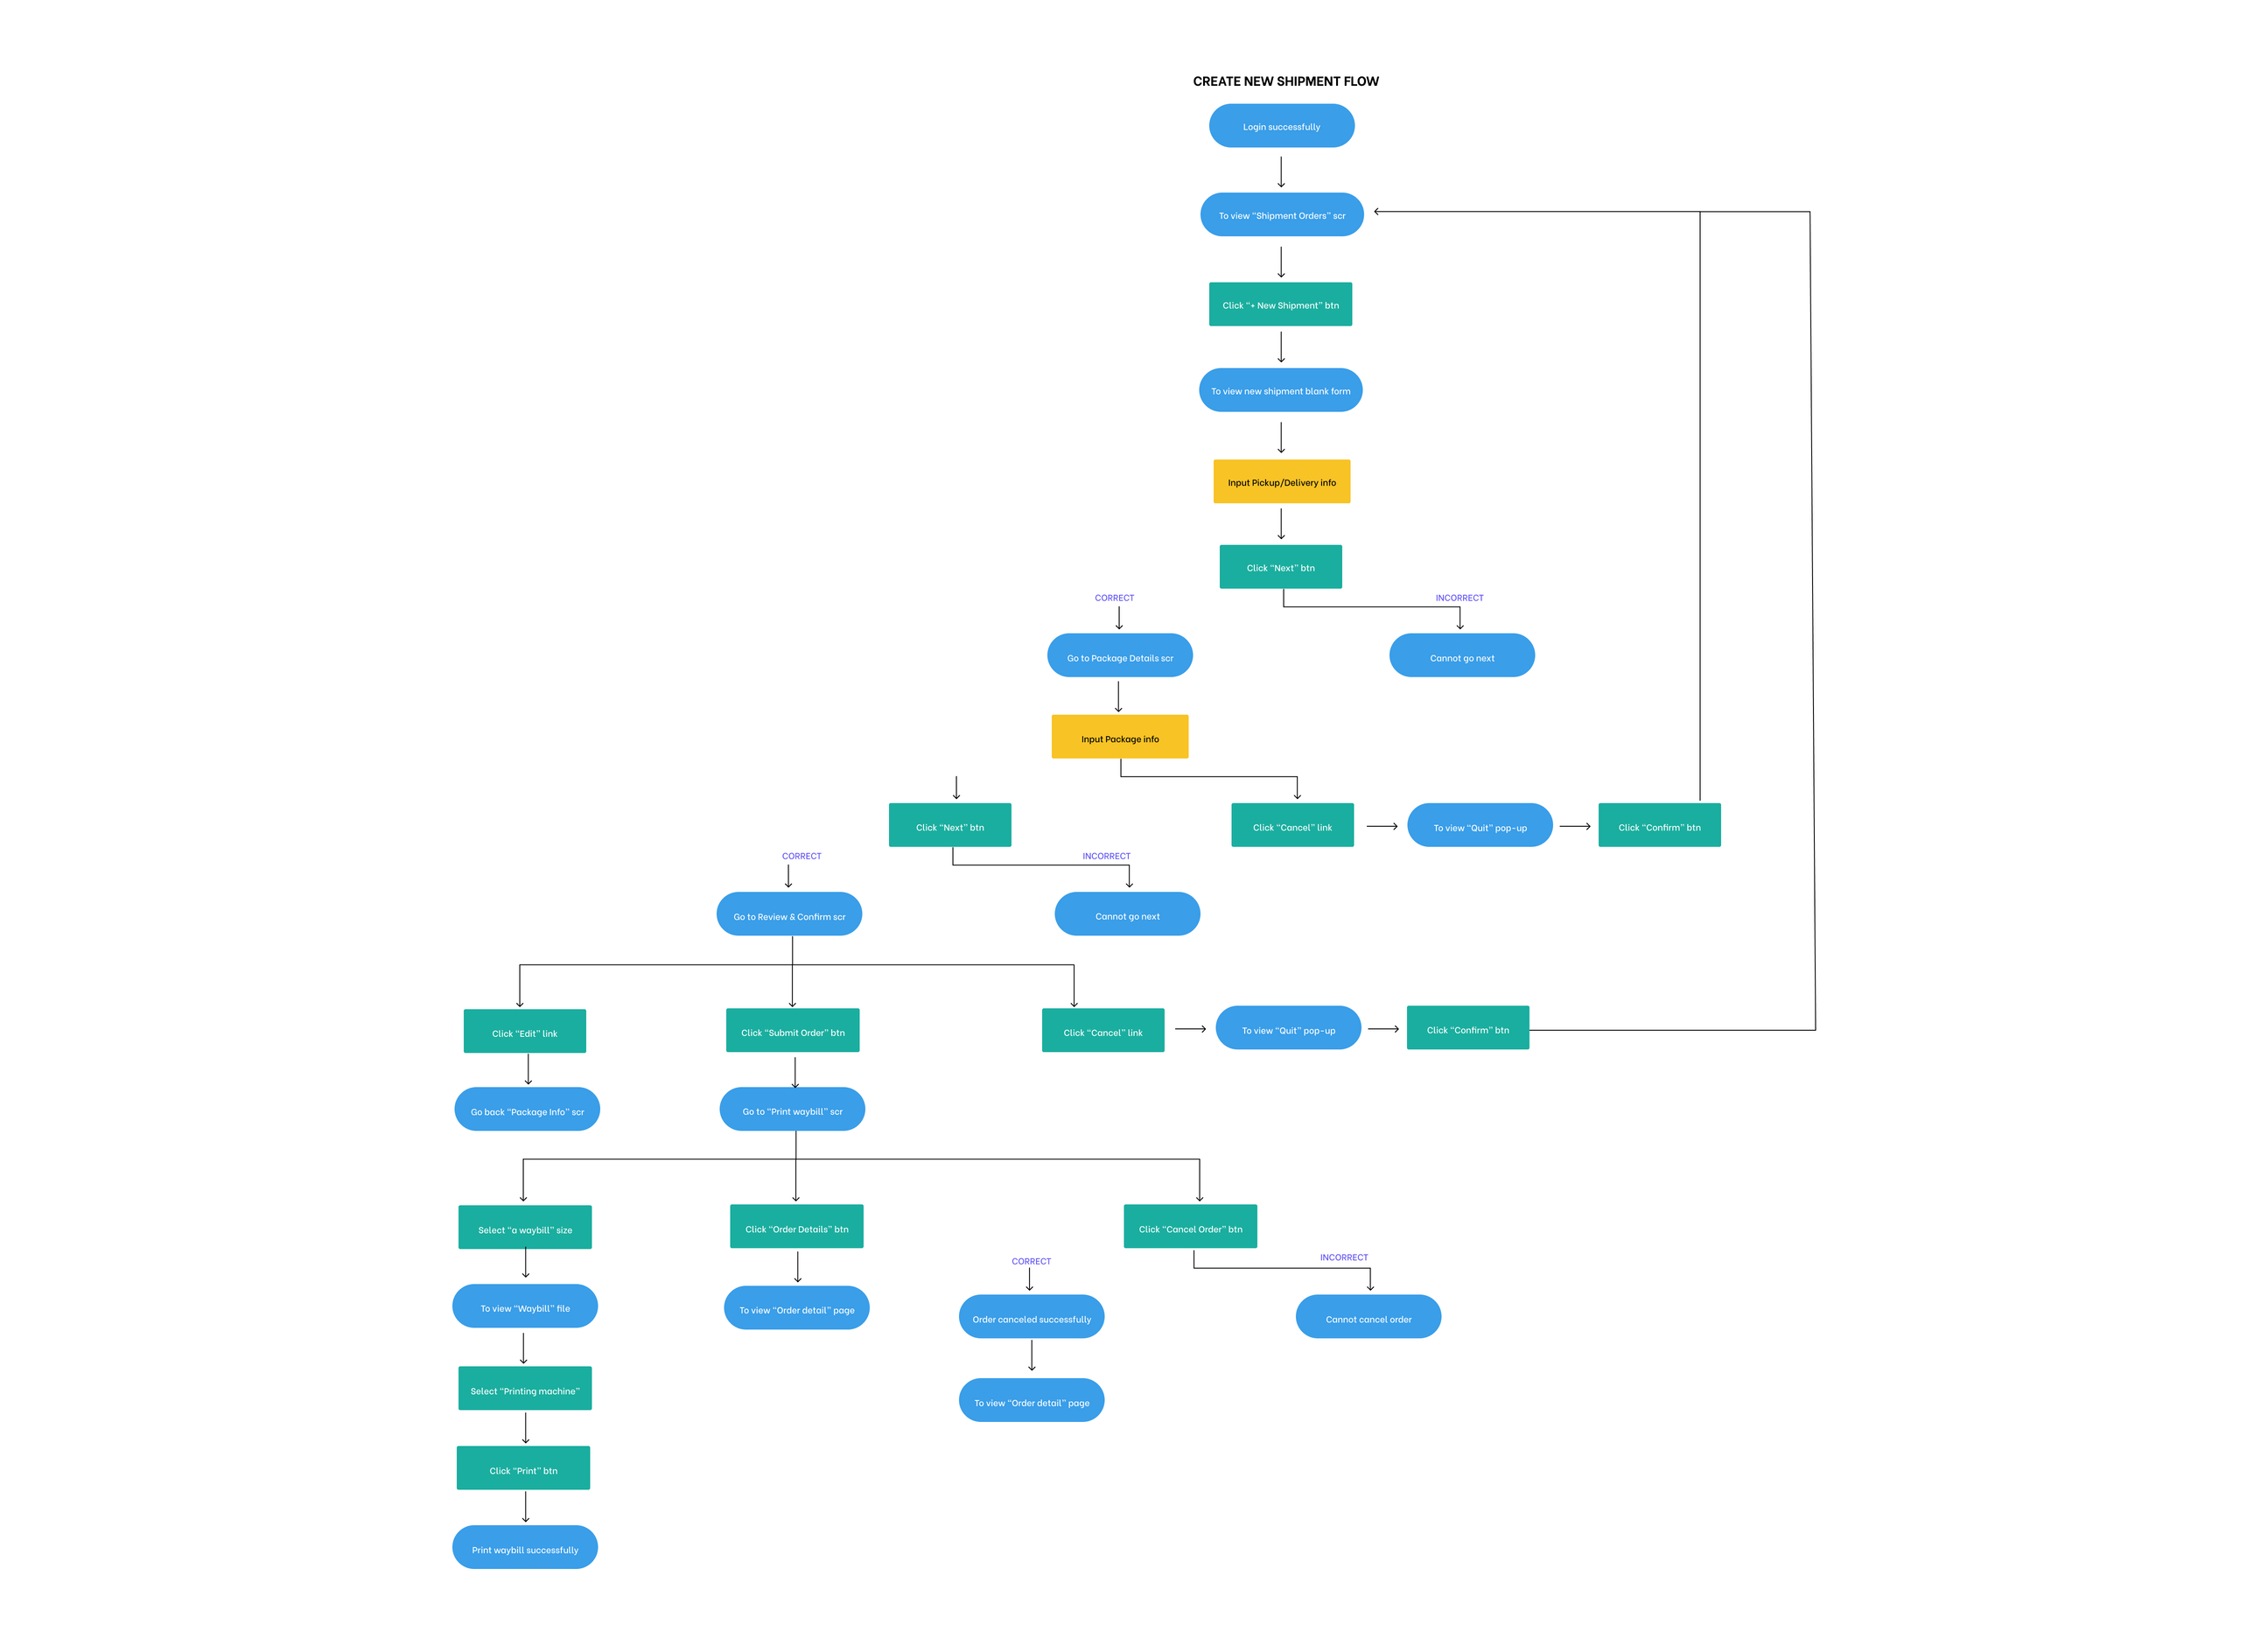 CREATE NEW SHIPMENT FLOW
Login successfully
To view "Shipment Orders" scr
Click "+ New Shipment" btn
To view new shipment blank form
Input Pickup/Delivery info
Click "Next" btn
CORRECT
INCORRECT
Go to Package Details scr
Cannot go next
Input Package info
Click "Next" btn
Click "Cancel" link
To view "Quit" pop-up
Click "Confirm" btn
CORRECT
INCORRECT
Go to Review & Confirm scr
Cannot go next
Click "Edit" link
Click "Submit Order" btn
Click "Cancel" link
To view "Quit" pop-up
Click "Confirm" btn
Go back "Package Info" scr
Go to "Print waybill" scr
Select "a waybill" size
Click "Order Details" btn
Click "Cancel Order" btn
CORRECT
INCORRECT
To view "Waybill" file
To view "Order detail" page
Order canceled successfully
Cannot cancel order
Select "Printing machine"
To view "Order detail" page
Click "Print" btn
Print waybill successfully